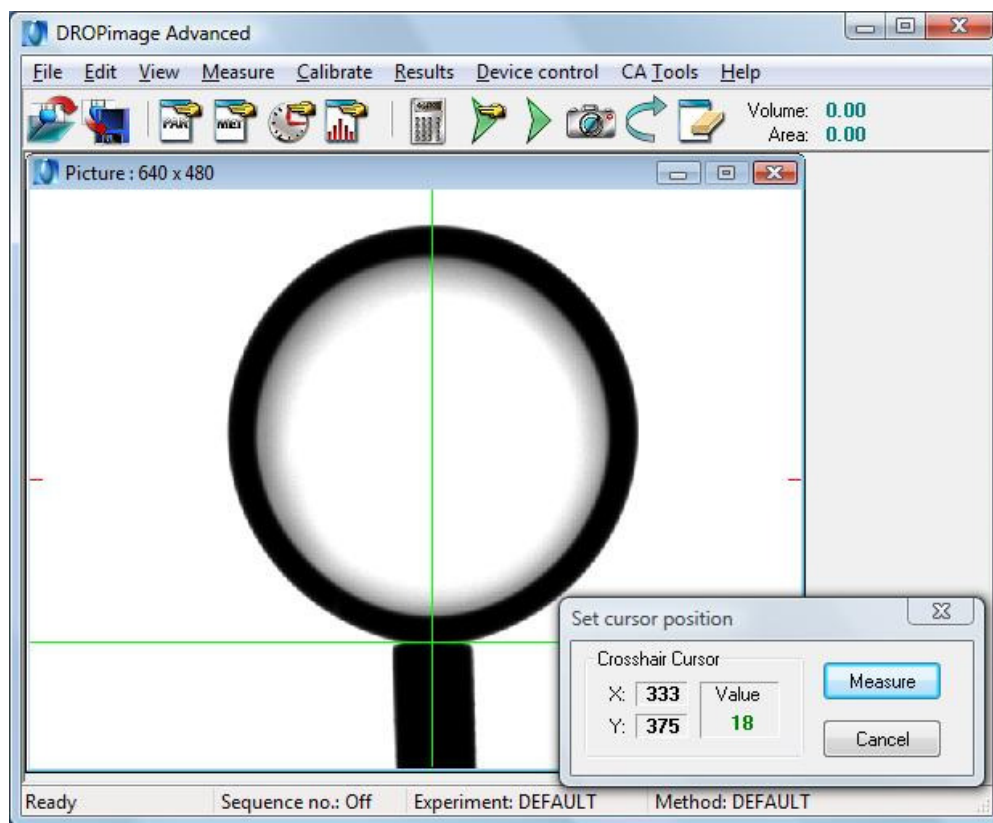 DROPimage Advanced
File Edit View Measure Calibrate Results Device control CA Tools Help
PAR MET Volume: 0.00
Area: 0.00
Picture : 640 x 480
Set cursor position
Crosshair Cursor
X: 333 Value Measure
Y: 375 18 Cancel
Ready Sequence no.: Off Experiment: DEFAULT Method: DEFAULT